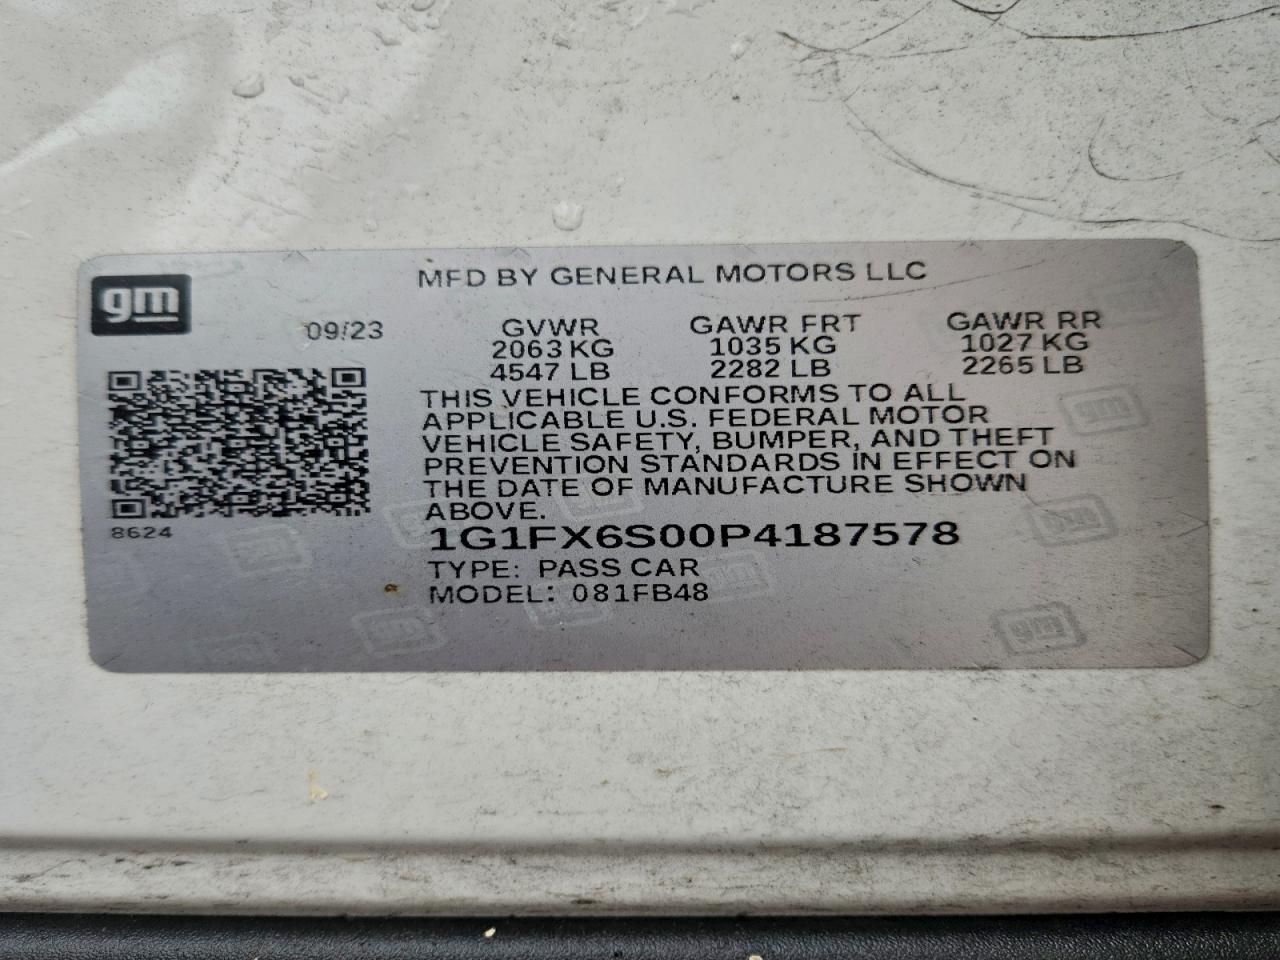 gm
MFD BY GENERAL MOTORS LLC
09/23
GVWR GAWR FRT GAWR RR
2063 KG 1035 KG 1027 KG
4547 LB 2282 LB 2265 LB
THIS VEHICLE CONFORMS TO ALL
APPLICABLE U.S. FEDERAL MOTOR
VEHICLE SAFETY, BUMPER, AND THEFT
PREVENTION STANDARDS IN EFFECT ON
THE DATE OF MANUFACTURE SHOWN
ABOVE.
8624
1G1FX6S00P4187578
TYPE: PASS CAR
MODEL: 081FB48